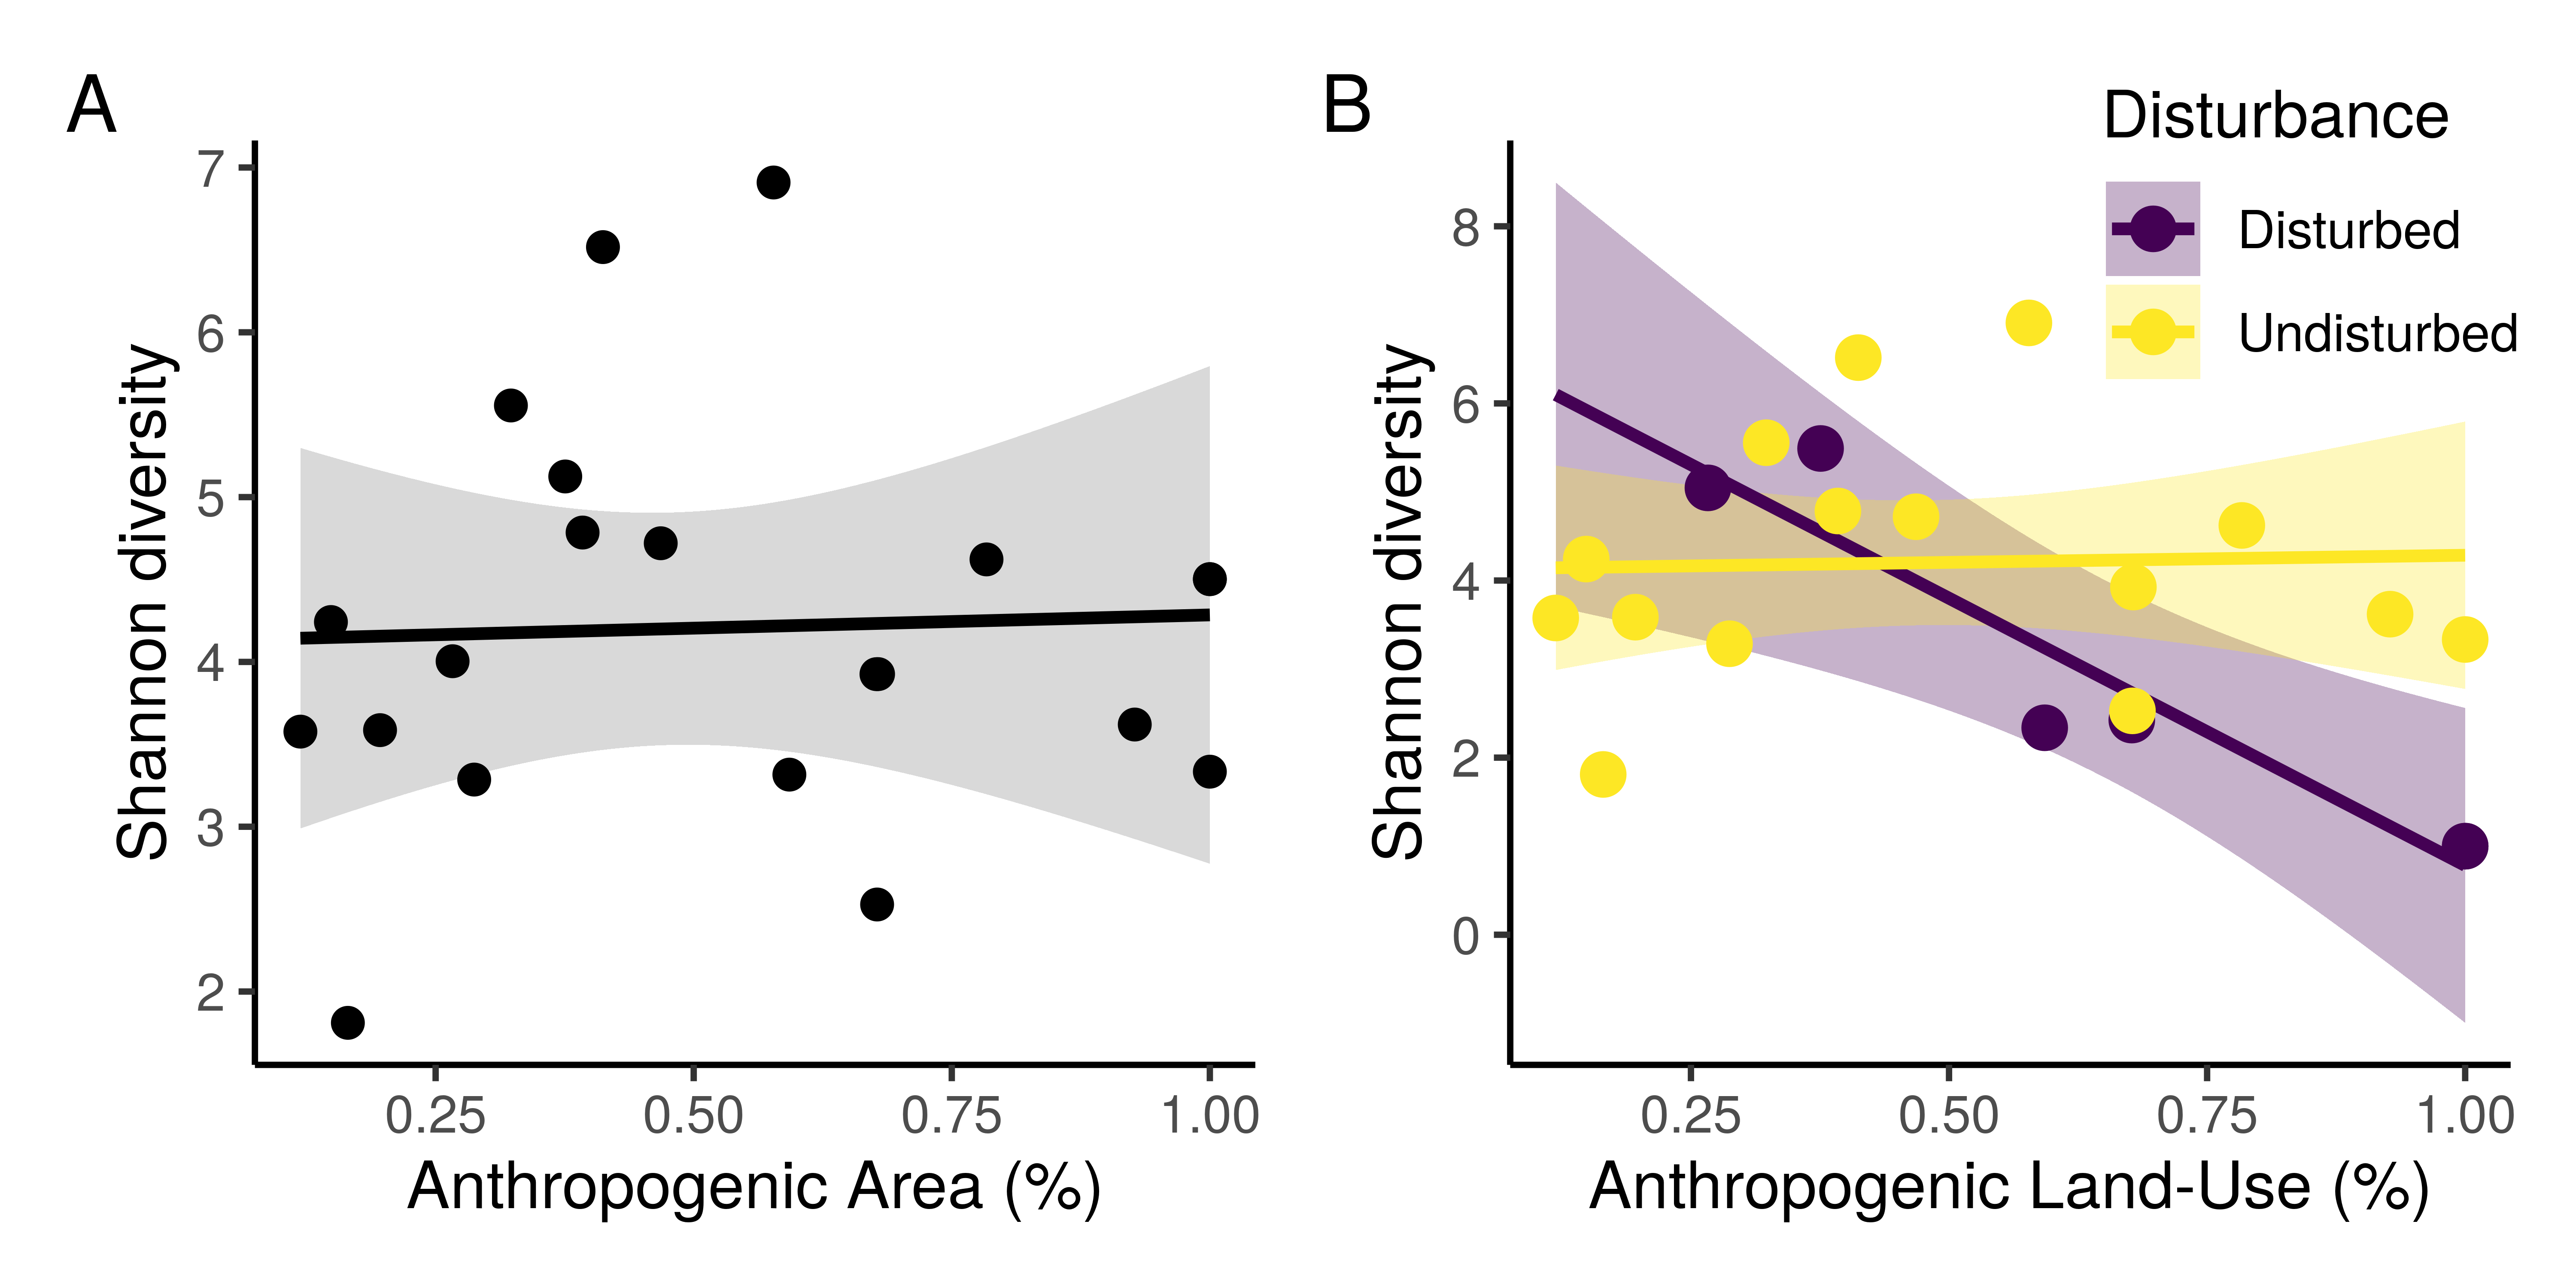 A
7
6
5
4
3
2
Shannon diversity
0.25 0.50 0.75 1.00
Anthropogenic Area (%)
B
8
6
4
2
0
Shannon diversity
0.25 0.50 0.75 1.00
Anthropogenic Land-Use (%)
Disturbance
Disturbed
Undisturbed